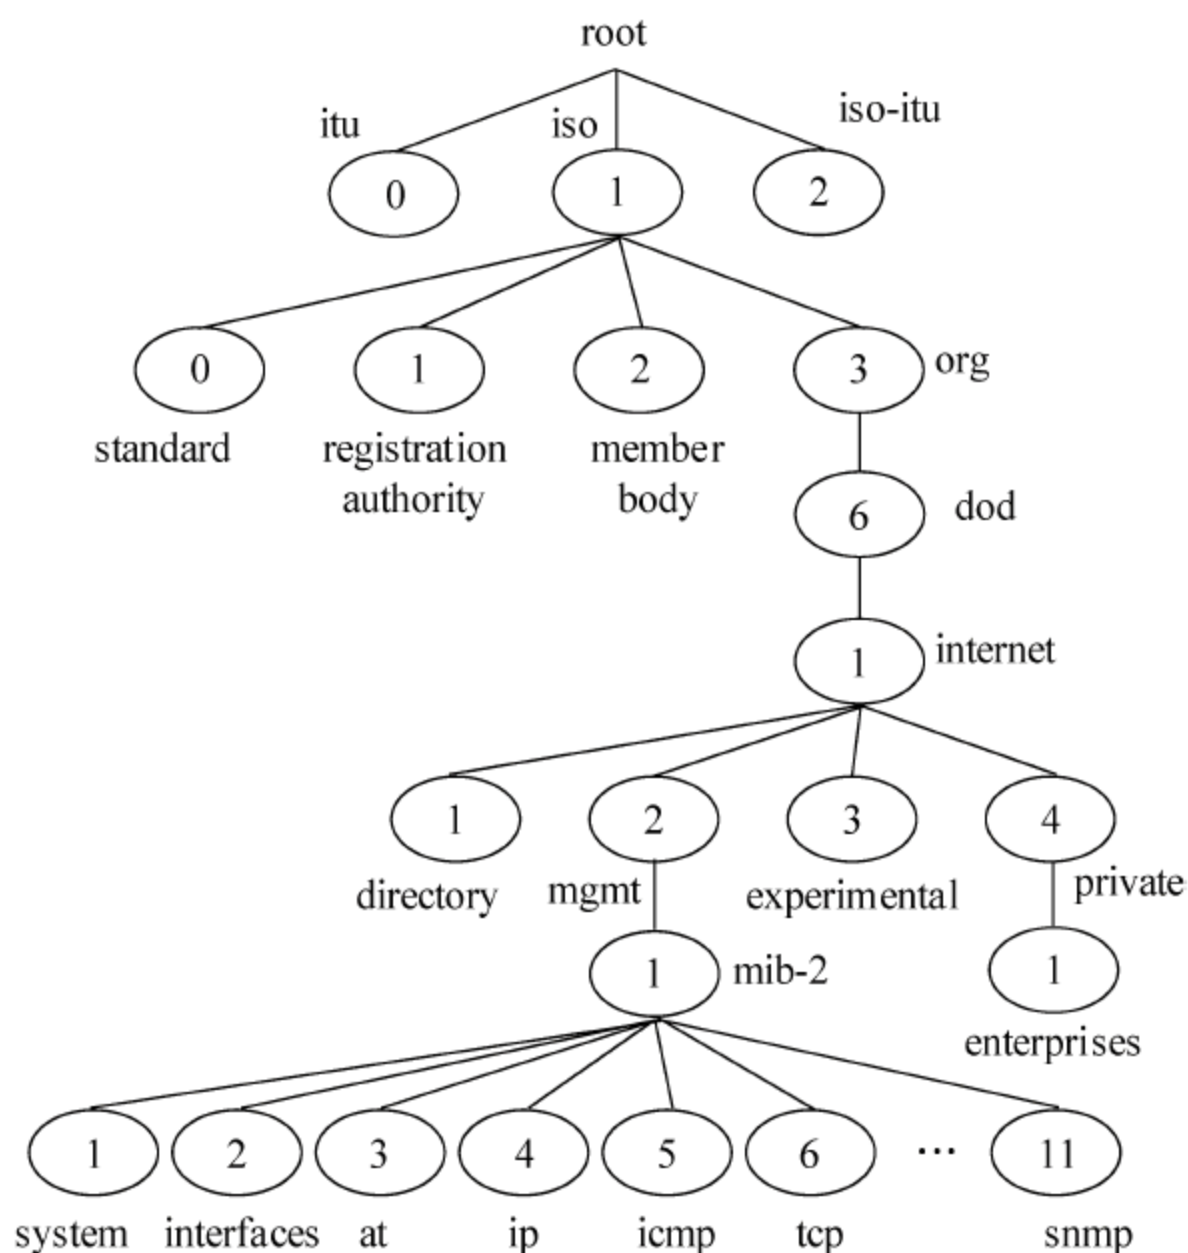 root
itu
iso
iso-itu
0
1
2
0
1
2
3
org
standard
registration
authority
member
body
6
dod
1
internet
1
2
3
4
directory
mgmt
experimental
private
1
mib-2
1
enterprises
1
2
3
4
5
6
...
11
system
interfaces
at
ip
icmp
tcp
snmp